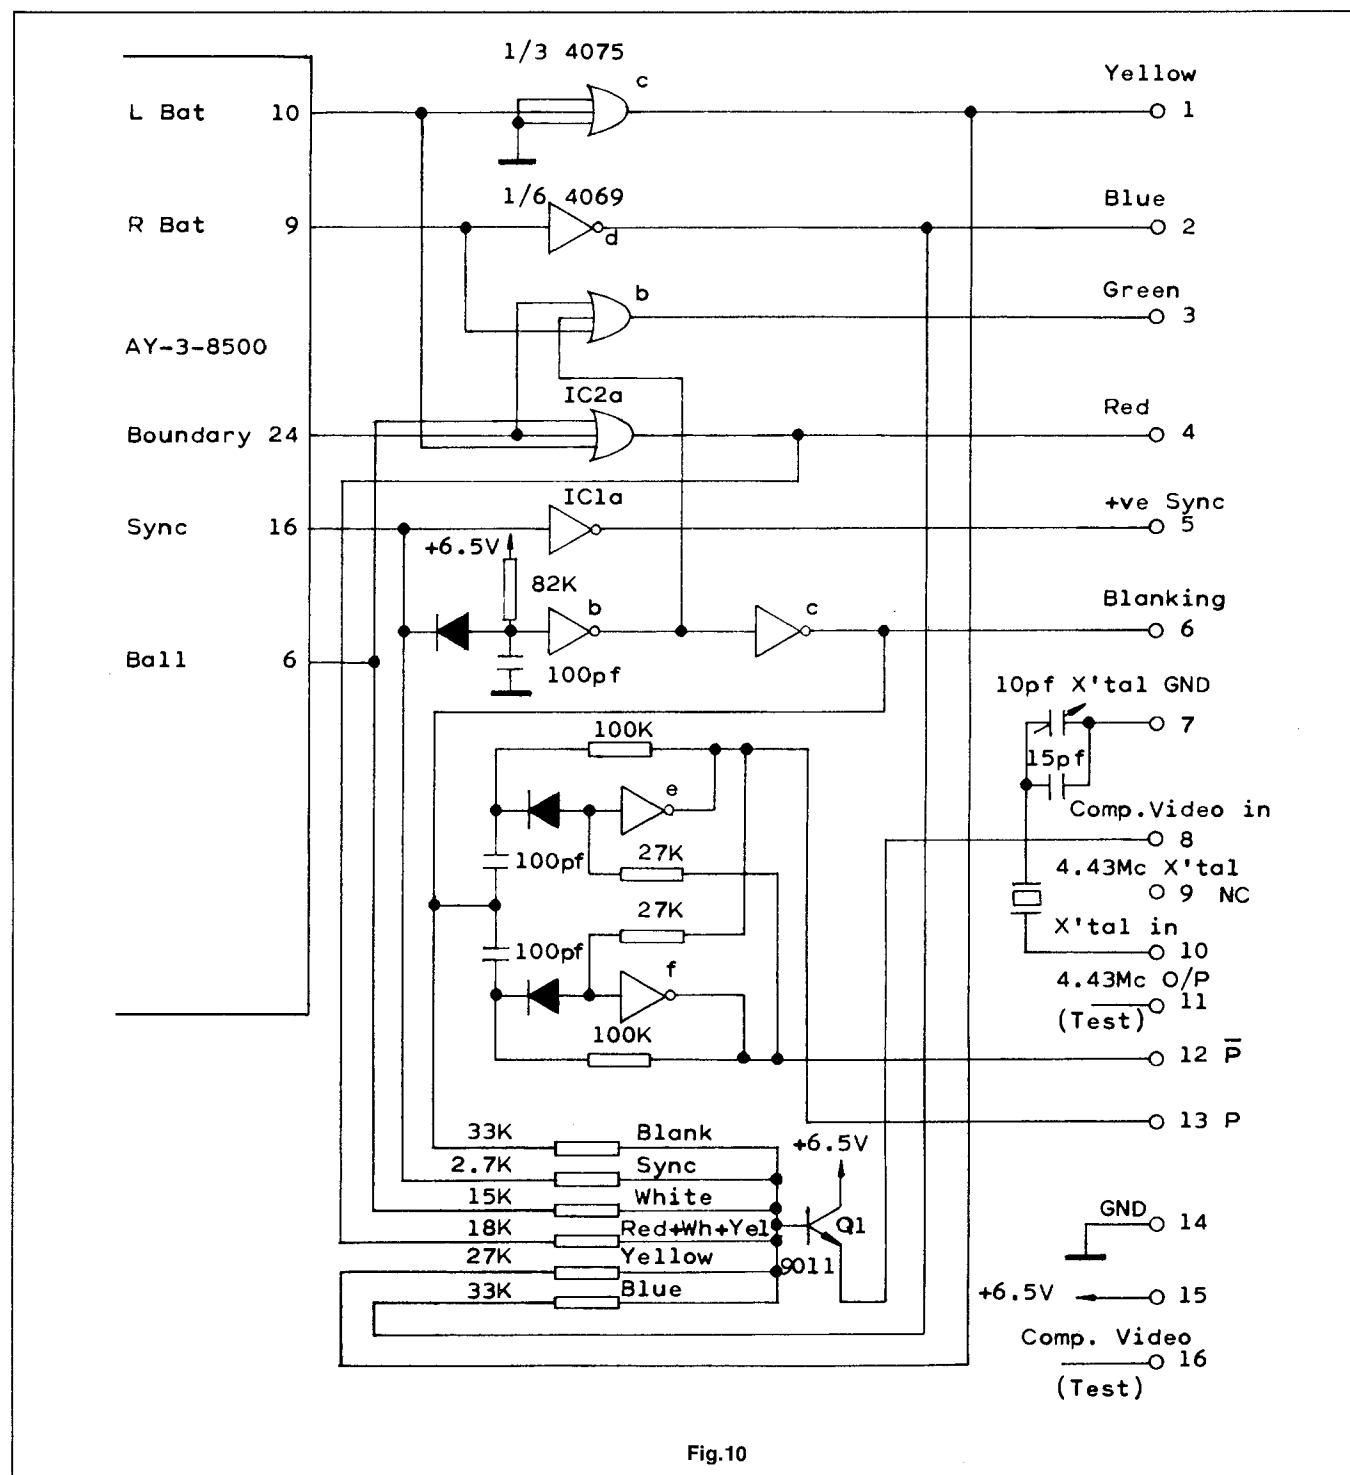 1/3 4075
c
Yellow
L Bat 10
1
1/6 4069
Blue
R Bat 9
d
2
b
Green
3
AY-3-8500
IC2a
Red
Boundary 24
4
IC1a
+ve Sync
Sync 16
5
+6.5V
82K
b
c
Blanking
6
Ball 6
100pf
10pf X'tal GND
7
100K
15pf
e
Comp.Video in
8
100pf
27K
4.43Mc X'tal
9 NC
27K
X'tal in
100pf
10
f
4.43Mc O/P
11
(Test)
100K
12 P̅
13 P
33K Blank
+6.5V
2.7K Sync
15K White
GND
14
18K Red+Wh+Yel
Q1
27K Yellow
9011
33K Blue
+6.5V
15
Comp. Video
16
(Test)
Fig.10